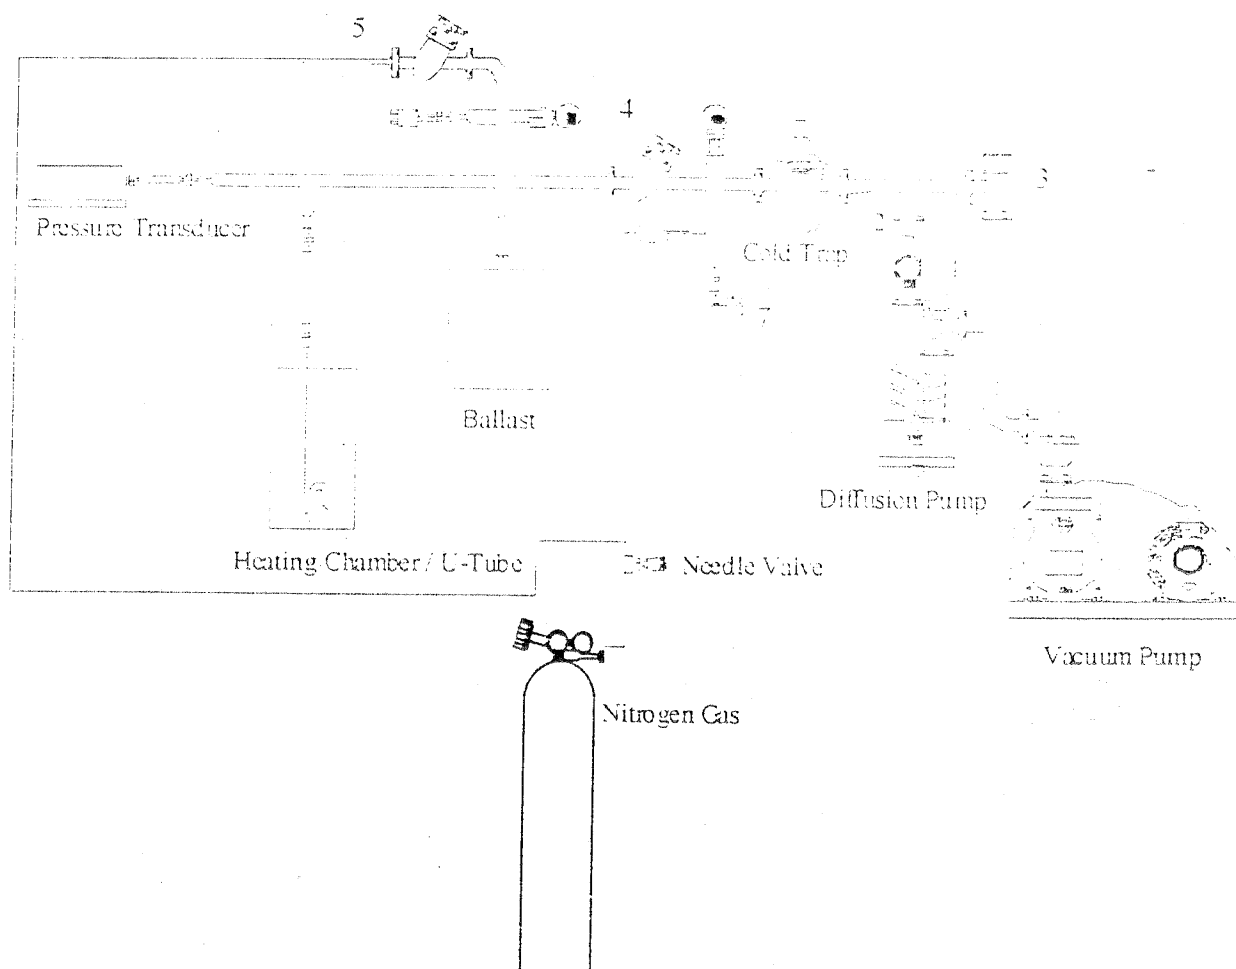 5
4
3
Pressure Transducer
Cold Trap
7
Ballast
Diffusion Pump
Heating Chamber / U-Tube
Needle Valve
Vacuum Pump
Nitrogen Gas